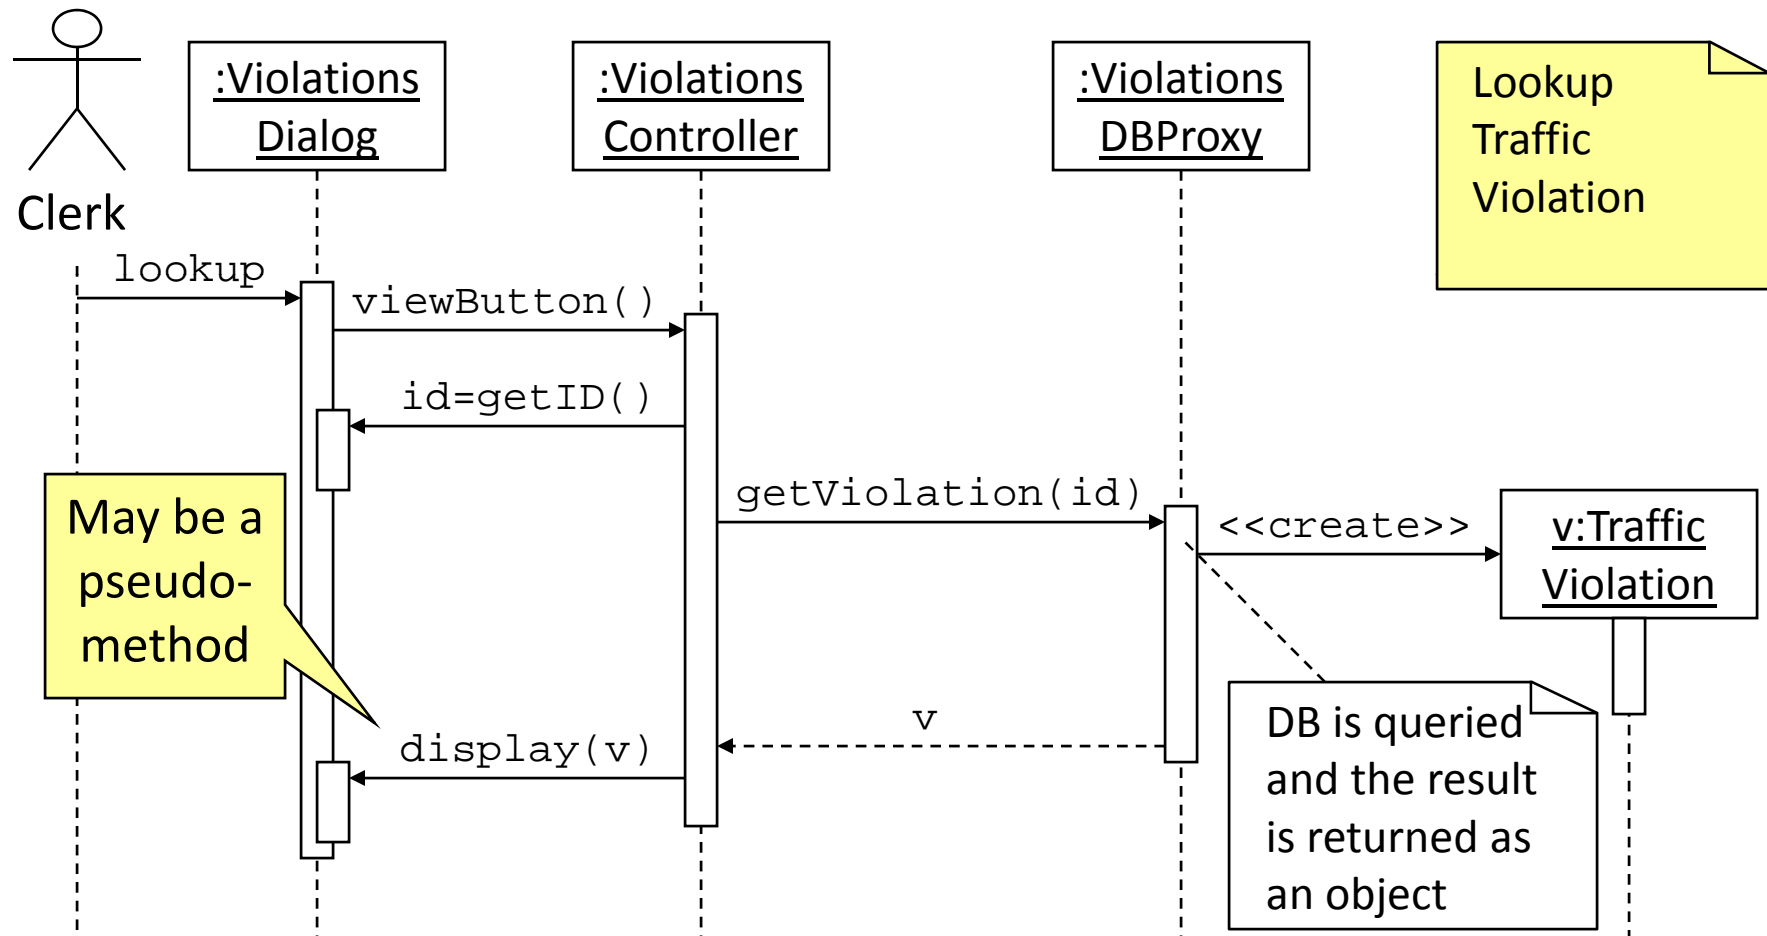 :Violations
Dialog
:Violations
Controller
:Violations
DBProxy
Lookup
Traffic
Violation
Clerk
lookup
viewButton()
id=getID()
getViolation(id)
<<create>>
v:Traffic
Violation
May be a
pseudo-
method
v
display(v)
DB is queried
and the result
is returned as
an object